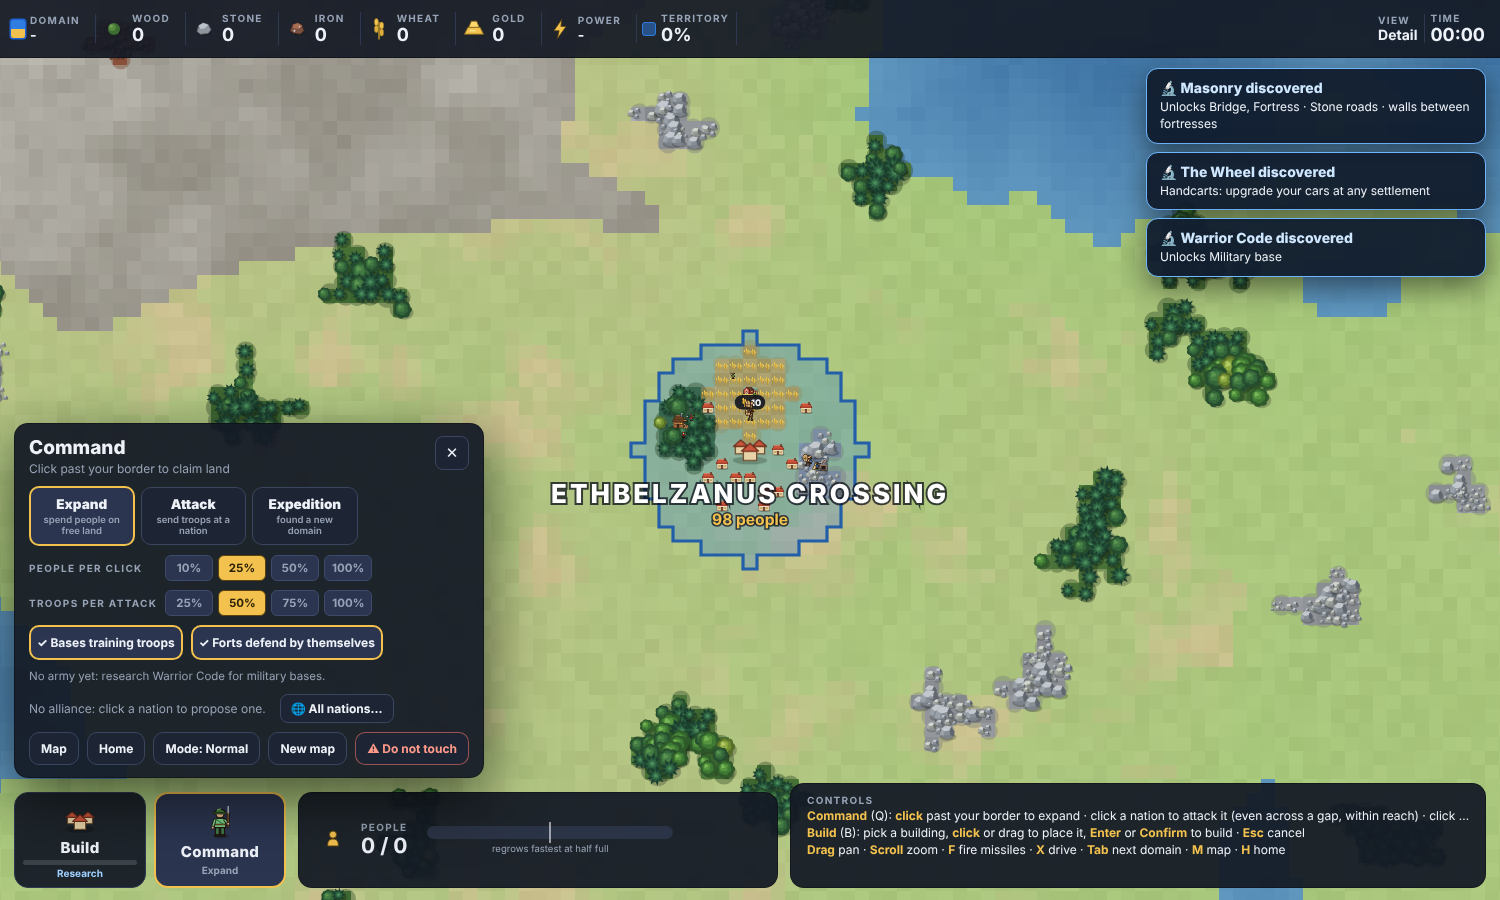 DOMAIN
-
WOOD
0
STONE
0
IRON
0
WHEAT
0
GOLD
0
POWER
-
TERRITORY
0%
VIEW
Detail
TIME
00:00
Masonry discovered
Unlocks Bridge, Fortress · Stone roads · walls between
fortresses
The Wheel discovered
Handcarts: upgrade your cars at any settlement
Warrior Code discovered
Unlocks Military base
ETHBELZANUS CROSSING
98 people
Command
Click past your border to claim land
Expand
spend people on
free land
Attack
send troops at a
nation
Expedition
found a new
domain
PEOPLE PER CLICK
10%
25%
50%
100%
TROOPS PER ATTACK
25%
50%
75%
100%
✓ Bases training troops
✓ Forts defend by themselves
No army yet: research Warrior Code for military bases.
No alliance: click a nation to propose one.
All nations...
Map
Home
Mode: Normal
New map
Do not touch
Build
Research
Command
Expand
PEOPLE
0 / 0
regrows fastest at half full
CONTROLS
Command (Q): click past your border to expand · click a nation to attack it (even across a gap, within reach) · click ...
Build (B): pick a building, click or drag to place it, Enter or Confirm to build · Esc cancel
Drag pan · Scroll zoom · F fire missiles · X drive · Tab next domain · M map · H home